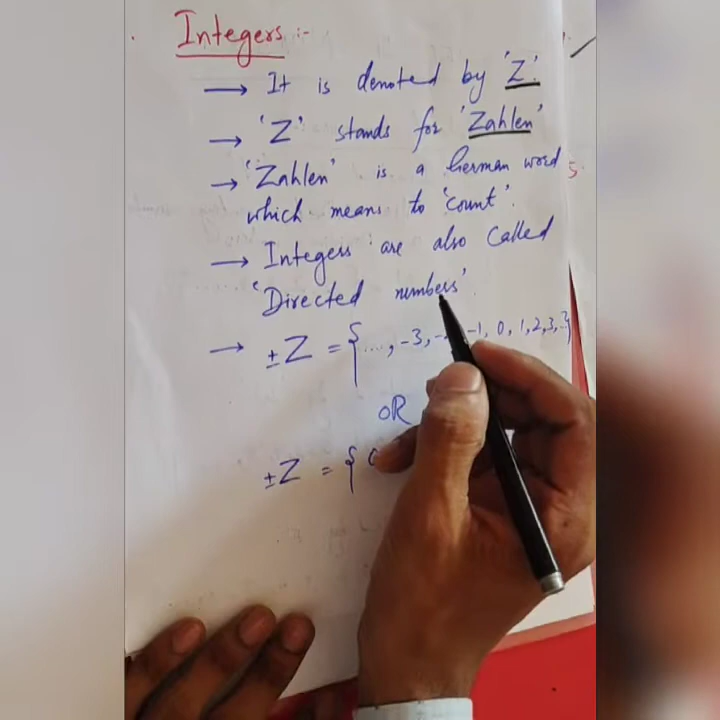 Integers :-
→ It is denoted by 'Z'.
→ 'Z' stands for 'Zahlen'
→ 'Zahlen' is a German word
which means to 'count'.
→ Integers are also called
'Directed numbers'
→ ±Z = {..., -3, -1, 0, 1, 2, 3, ..}
OR
±Z = {0